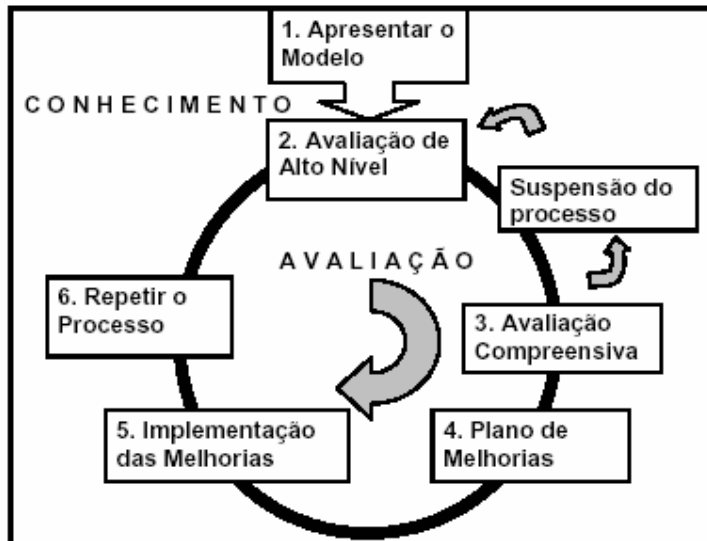 1. Apresentar o
Modelo
CONHECIMENTO
2. Avaliação de
Alto Nível
Suspensão do
processo
AVALIAÇÃO
6. Repetir o
Processo
3. Avaliação
Compreensiva
5. Implementação
das Melhorias
4. Plano de
Melhorias